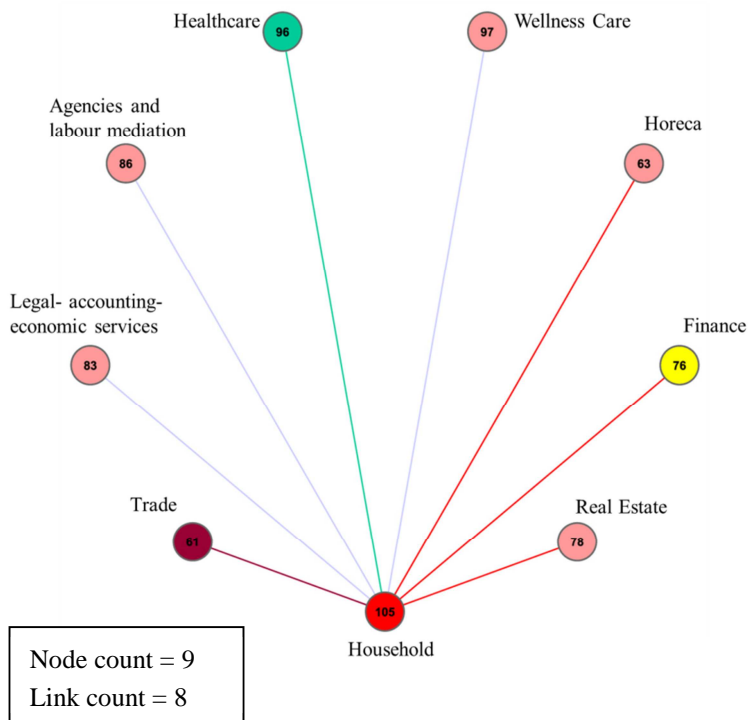 Healthcare
96
97
Wellness Care
Agencies and
labour mediation
86
Horeca
63
Legal- accounting-
economic services
83
Finance
76
Trade
61
Real Estate
78
105
Household
Node count = 9
Link count = 8